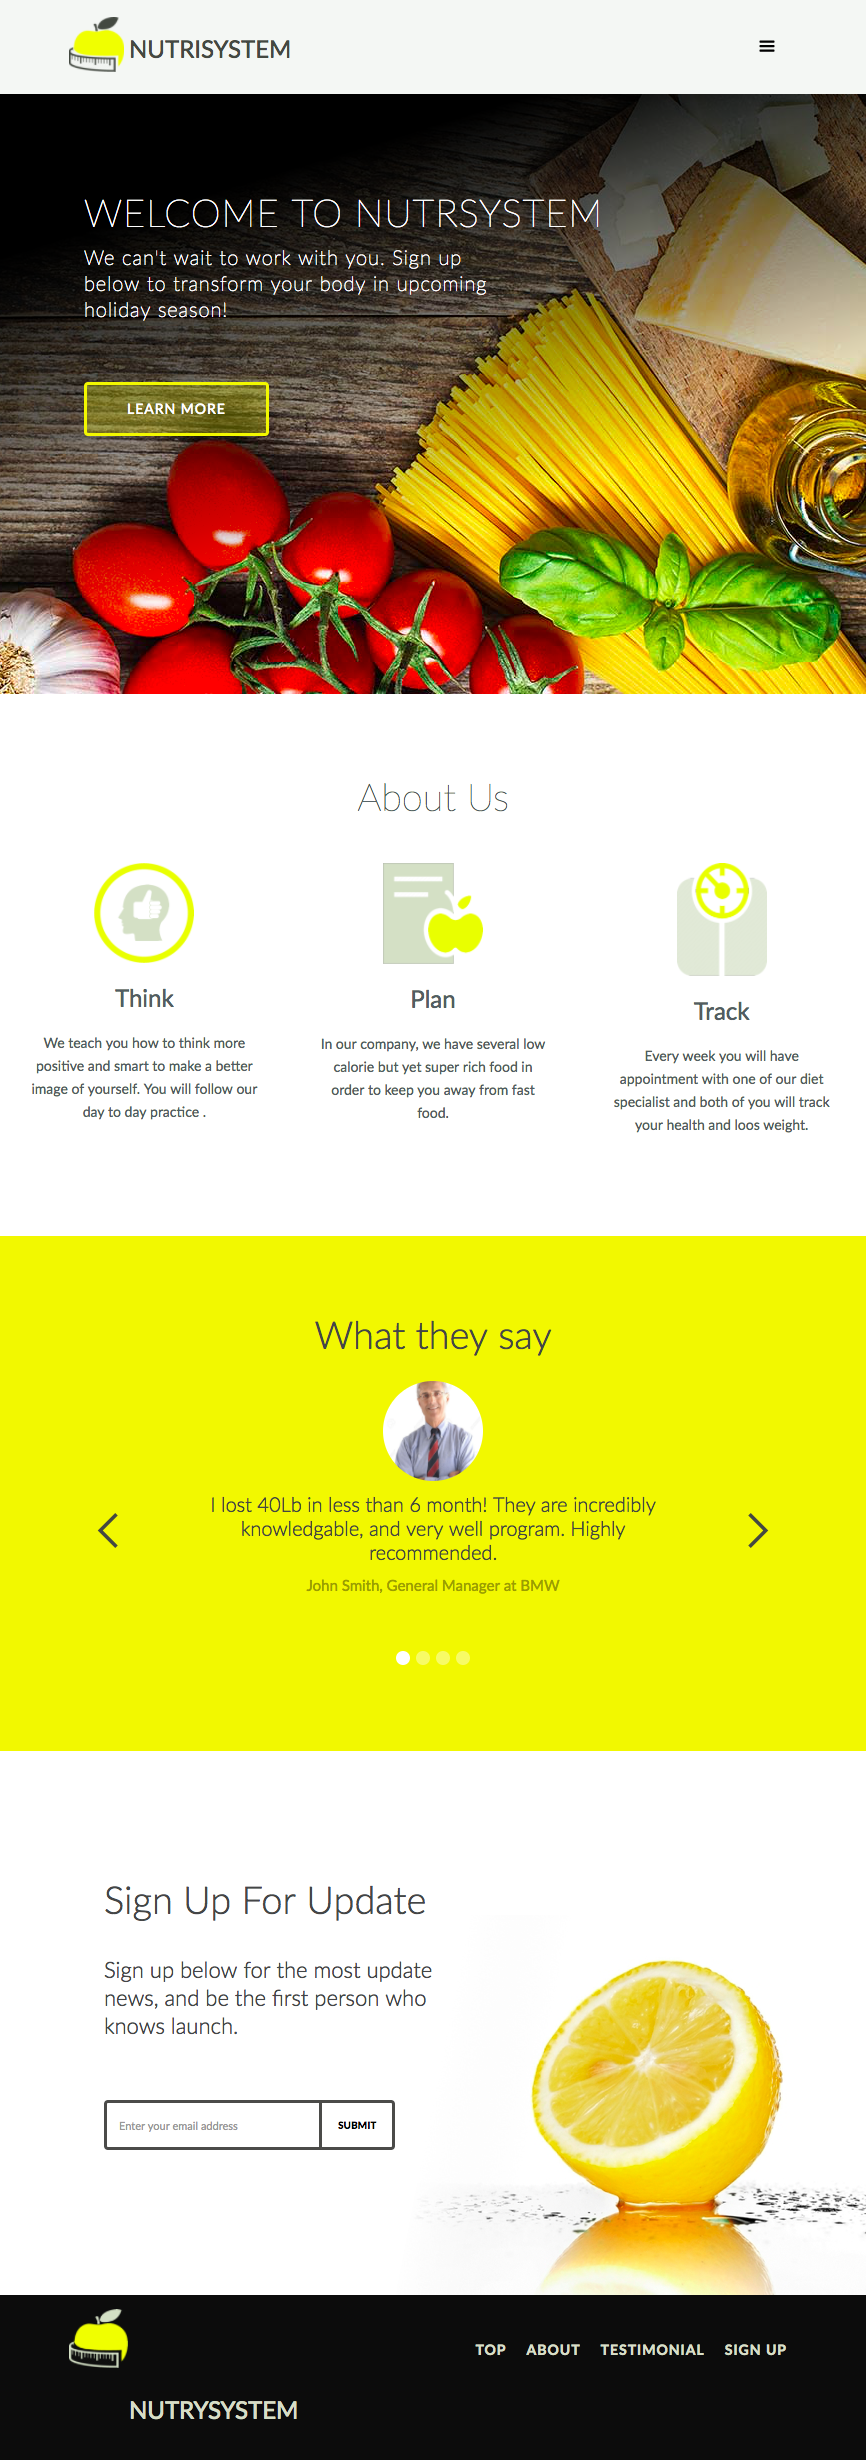 NUTRISYSTEM
WELCOME TO NUTRSYSTEM
We can't wait to work with you. Sign up
below to transform your body in upcoming
holiday season!
LEARN MORE
About Us
Think
We teach you how to think more
positive and smart to make a better
image of yourself. You will follow our
day to day practice .
Plan
In our company, we have several low
calorie but yet super rich food in
order to keep you away from fast
food.
Track
Every week you will have
appointment with one of our diet
specialist and both of you will track
your health and loos weight.
What they say
I lost 40Lb in less than 6 month! They are incredibly
knowledgable, and very well program. Highly
recommended.
John Smith, General Manager at BMW
Sign Up For Update
Sign up below for the most update
news, and be the first person who
knows launch.
Enter your email address
SUBMIT
TOP ABOUT TESTIMONIAL SIGN UP
NUTRYSYSTEM